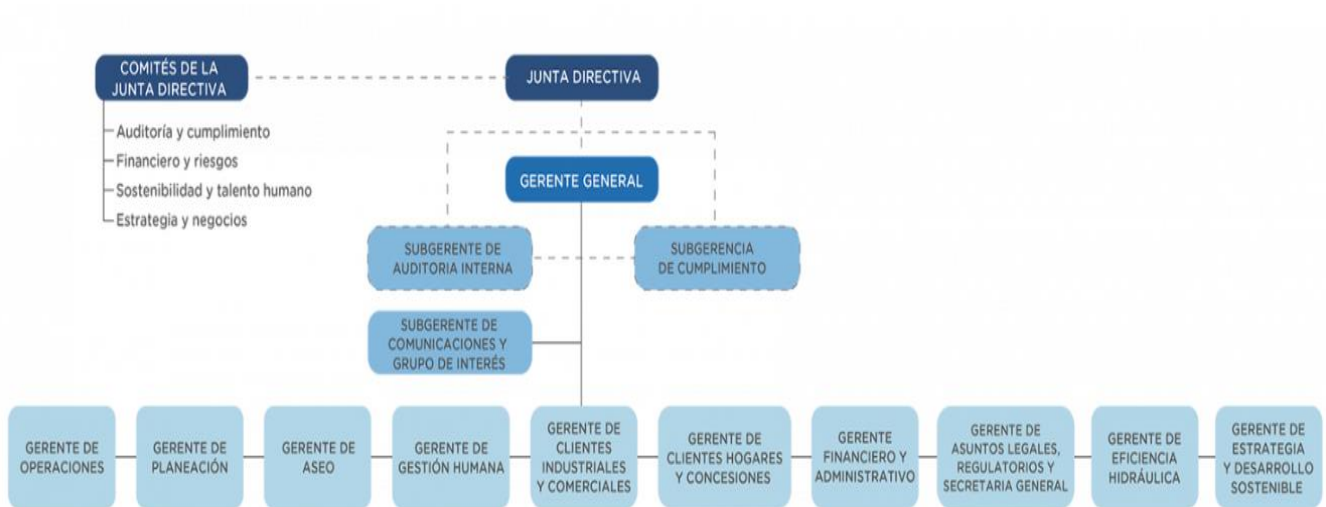 COMITÉS DE LA
JUNTA DIRECTIVA
JUNTA DIRECTIVA
Auditoría y cumplimiento
Financiero y riesgos
Sostenibilidad y talento humano
Estrategia y negocios
GERENTE GENERAL
SUBGERENTE DE
AUDITORIA INTERNA
SUBGERENCIA
DE CUMPLIMIENTO
SUBGERENTE DE
COMUNICACIONES Y
GRUPO DE INTERÉS
GERENTE DE
OPERACIONES
GERENTE DE
PLANEACIÓN
GERENTE DE
ASEO
GERENTE DE
GESTIÓN HUMANA
GERENTE DE
CLIENTES
INDUSTRIALES
Y COMERCIALES
GERENTE DE
CLIENTES HOGARES
Y CONCESIONES
GERENTE
FINANCIERO Y
ADMINISTRATIVO
GERENTE DE
ASUNTOS LEGALES,
REGULATORIOS Y
SECRETARIA GENERAL
GERENTE DE
EFICIENCIA
HIDRÁULICA
GERENTE DE
ESTRATEGIA
Y DESARROLLO
SOSTENIBLE